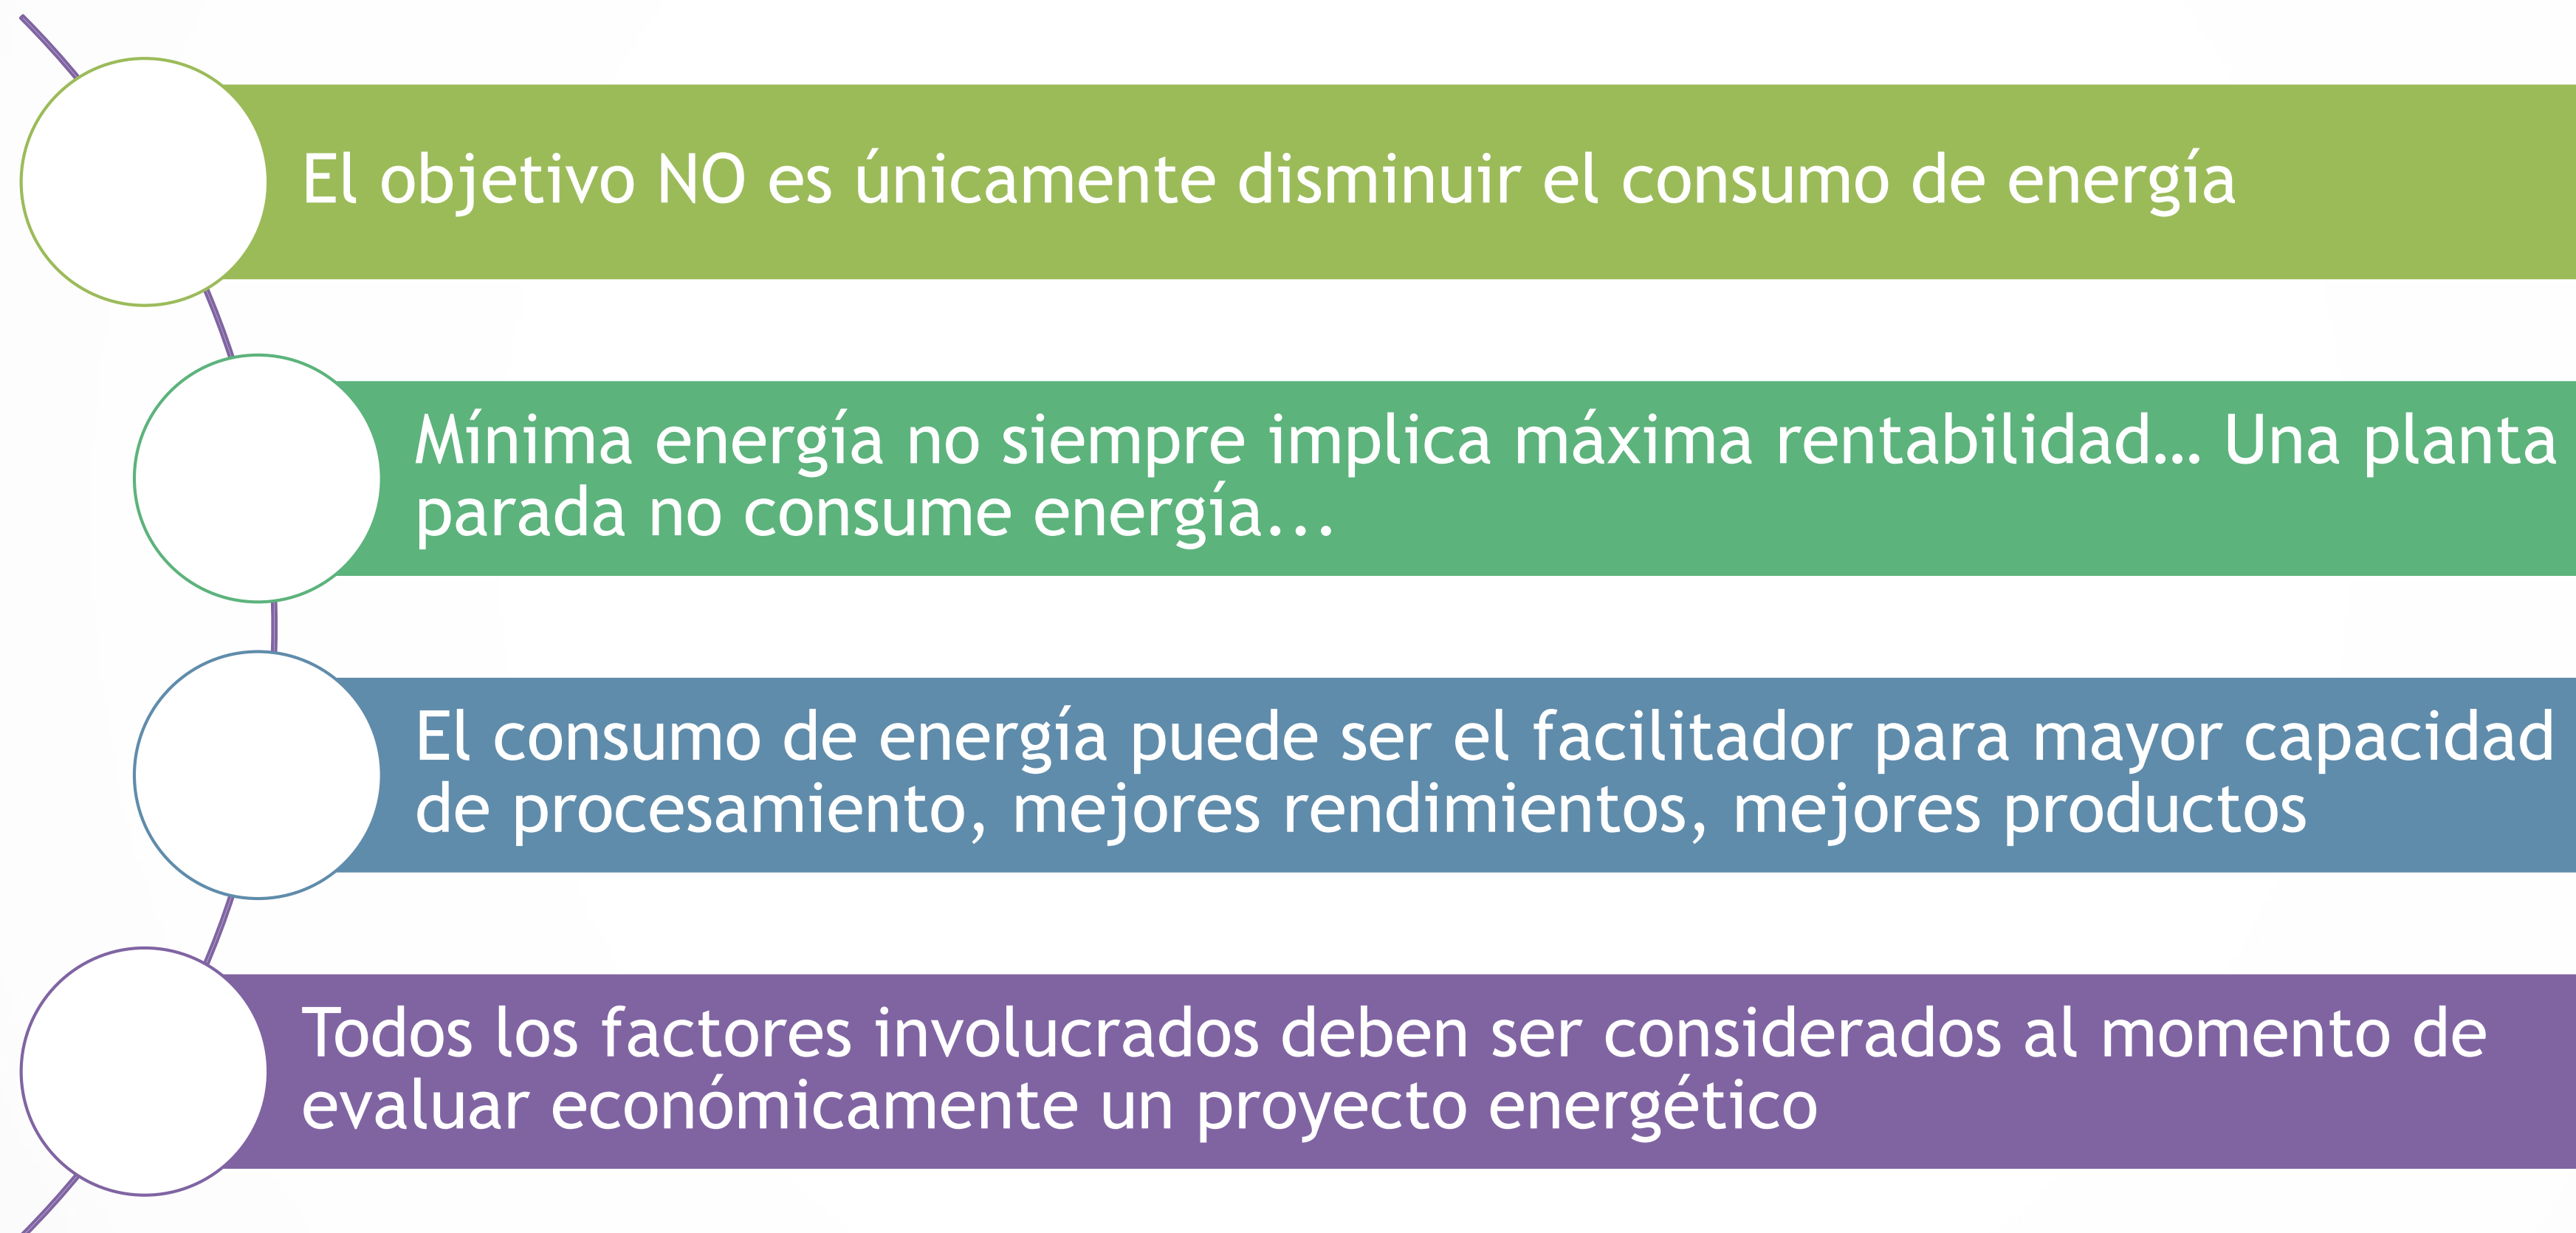 El objetivo NO es únicamente disminuir el consumo de energía
Mínima energía no siempre implica máxima rentabilidad… Una planta
parada no consume energía...
El consumo de energía puede ser el facilitador para mayor capacidad
de procesamiento, mejores rendimientos, mejores productos
Todos los factores involucrados deben ser considerados al momento de
evaluar económicamente un proyecto energético